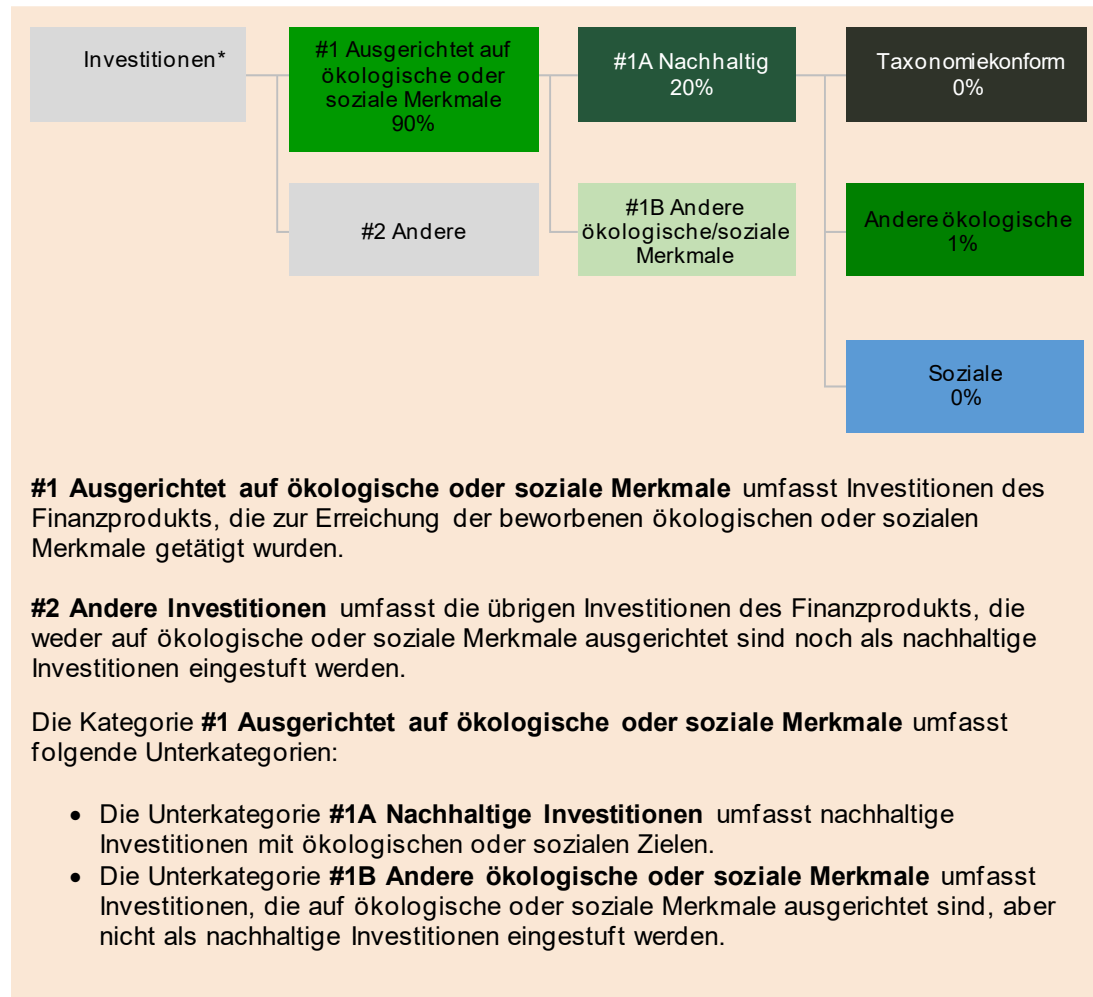 Investitionen*
#1 Ausgerichtet auf
ökologische oder
soziale Merkmale
90%
#1A Nachhaltig
20%
Taxonomiekonform
0%
#2 Andere
#1B Andere
ökologische/soziale
Merkmale
Andere ökologische
1%
Soziale
0%
#1 Ausgerichtet auf ökologische oder soziale Merkmale umfasst Investitionen des
Finanzprodukts, die zur Erreichung der beworbenen ökologischen oder sozialen
Merkmale getätigt wurden.
#2 Andere Investitionen umfasst die übrigen Investitionen des Finanzprodukts, die
weder auf ökologische oder soziale Merkmale ausgerichtet sind noch als nachhaltige
Investitionen eingestuft werden.
Die Kategorie #1 Ausgerichtet auf ökologische oder soziale Merkmale umfasst
folgende Unterkategorien:
• Die Unterkategorie #1A Nachhaltige Investitionen umfasst nachhaltige
Investitionen mit ökologischen oder sozialen Zielen.
• Die Unterkategorie #1B Andere ökologische oder soziale Merkmale umfasst
Investitionen, die auf ökologische oder soziale Merkmale ausgerichtet sind, aber
nicht als nachhaltige Investitionen eingestuft werden.